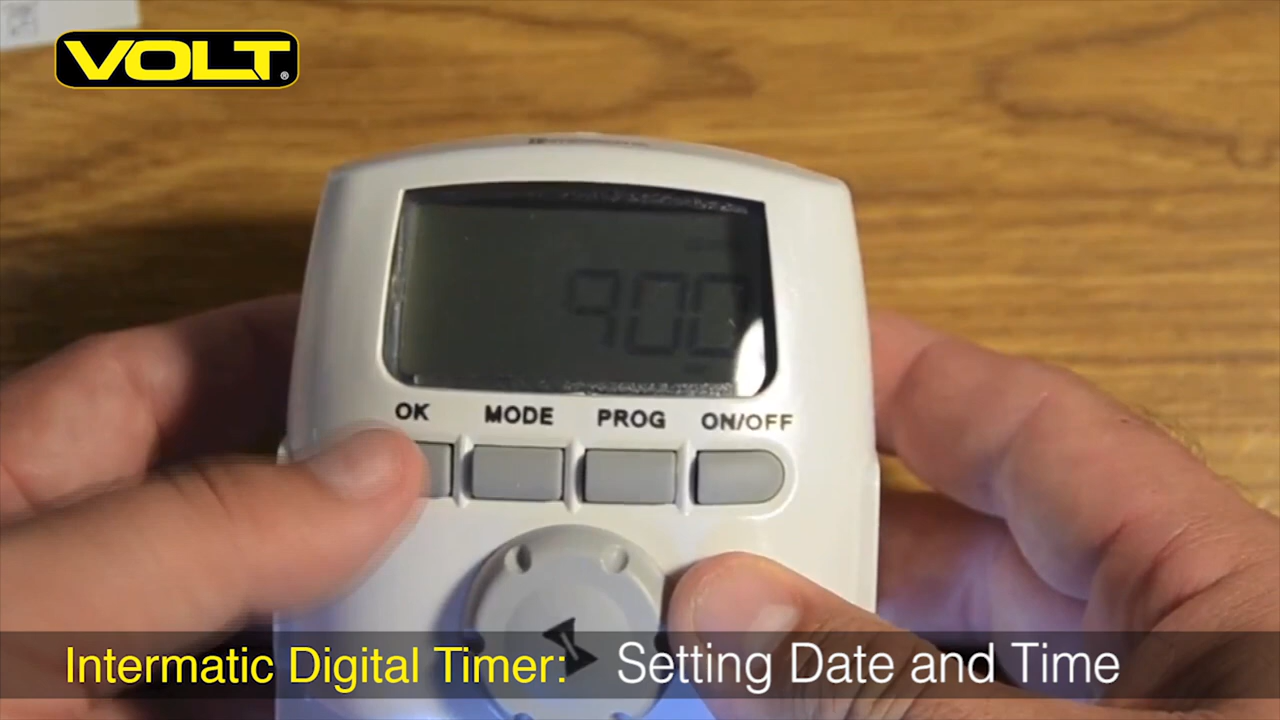 VOLT®
900
OK MODE PROG ON/OFF
Intermatic Digital Timer: Setting Date and Time